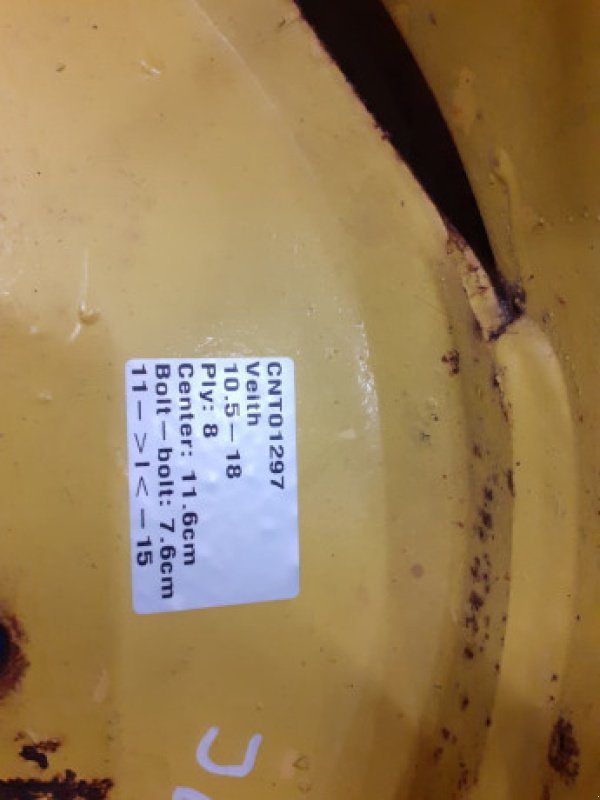 CNT01297
Veith
10.5-18
Ply: 8
Center: 11.6cm
Bolt-bolt: 7.6cm
11->I<-15